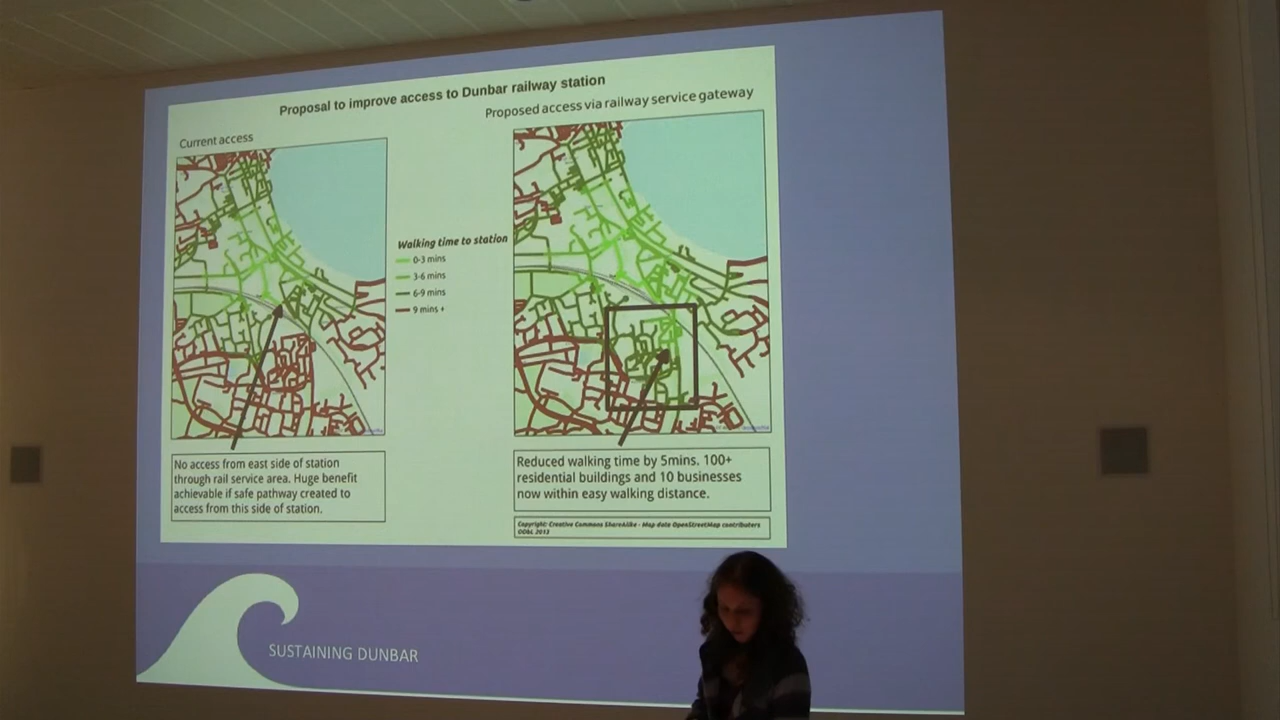 Proposal to improve access to Dunbar railway station
Current access
Proposed access via railway service gateway
Walking time to station
0-3 mins
3-6 mins
6-9 mins
9 mins +
No access from east side of station
through rail service area. Huge benefit
achievable if safe pathway created to
access from this side of station.
Reduced walking time by 5mins. 100+
residential buildings and 10 businesses
now within easy walking distance.
Copyright: Creative Commons ShareAlike - Map data OpenStreetMap contributers
ODbL 2013
SUSTAINING DUNBAR